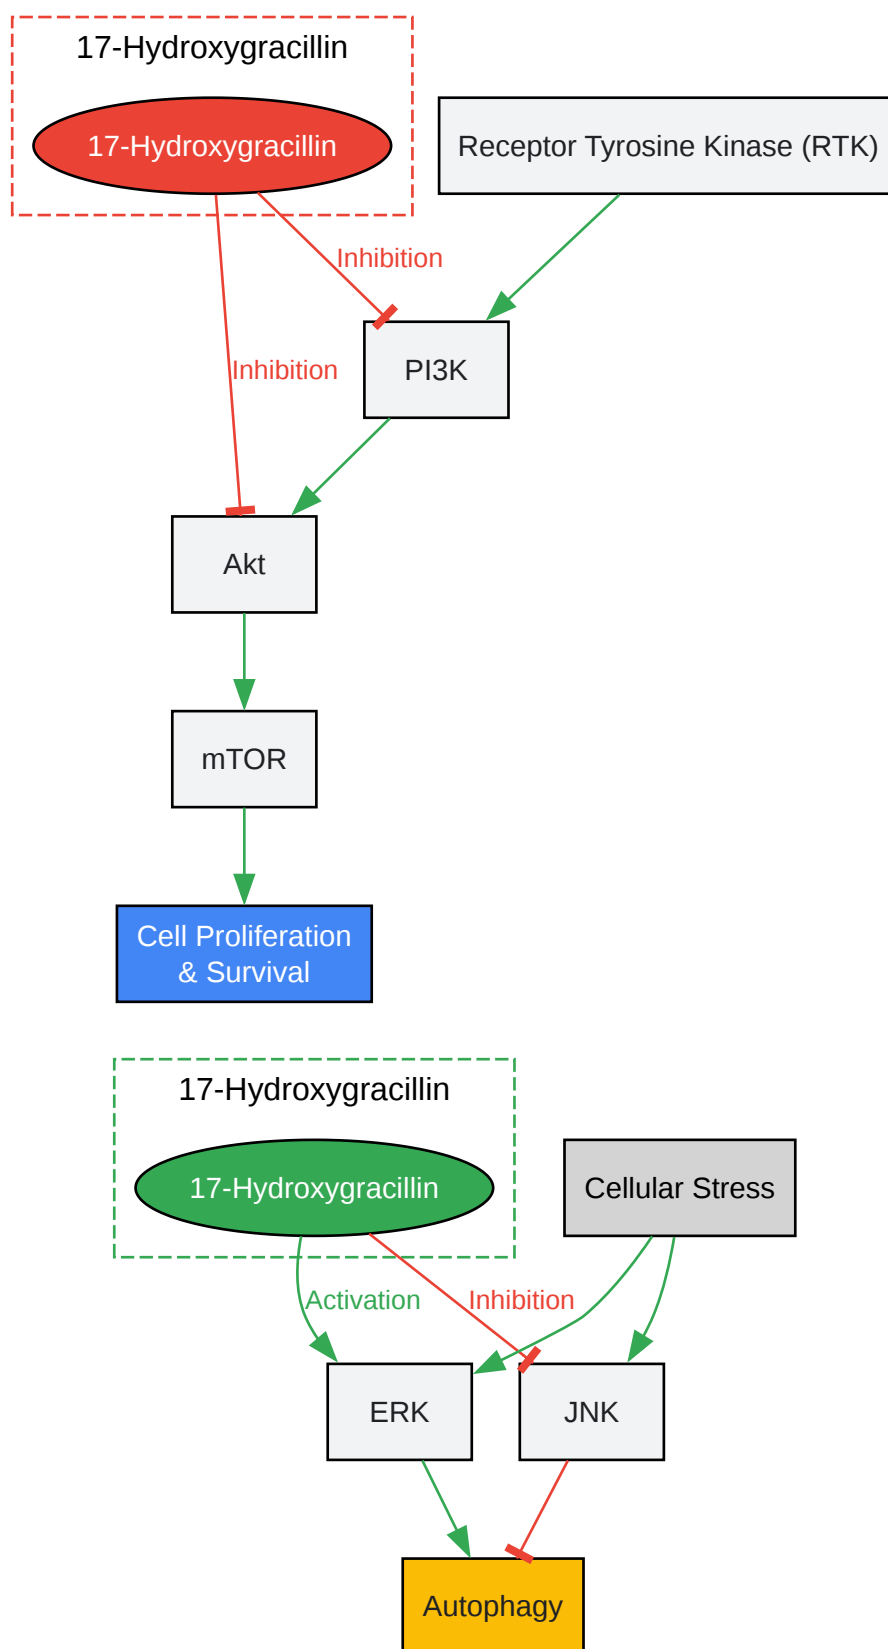 17-Hydroxygracillin
17-Hydroxygracillin
Receptor Tyrosine Kinase (RTK)
Inhibition
Inhibition
PI3K
Akt
mTOR
Cell Proliferation
& Survival
17-Hydroxygracillin
17-Hydroxygracillin
Cellular Stress
Activation
Inhibition
ERK
JNK
Autophagy